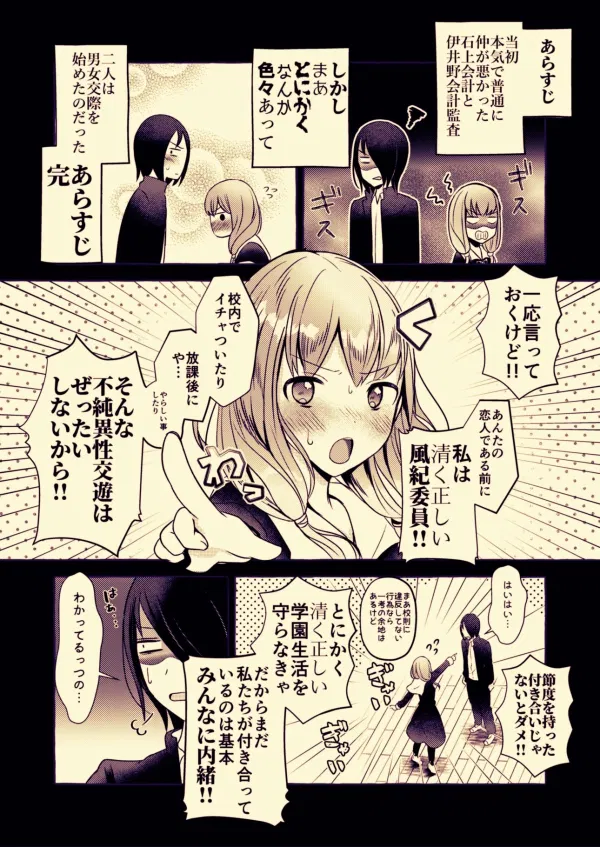 あらすじ
当初
本気で普通に
仲が悪かった
石上会計と
伊井野会計監査
ギス
ギス
しかし
まあ
とにかく
なんか
色々あって
二人は
男女交際を
始めたのだった
あらすじ
完
一応言って
おくけど!!
あんたの
恋人である前に
私は
清く正しい
風紀委員!!
校内で
イチャついたり
放課後に
や…
やらしい事
したり
そんな
不純異性交遊は
ぜったい
しないから!!
わっ
はいはい…
節度を持った
付き合いじゃ
ないとダメ!!
まあ校則に
違反してない
行為なら
一考の余地は
あるけど
とにかく
清く正しい
学園生活を
守らなきゃ
だからまだ
私たちが付き合って
いるのは基本
みんなに内緒!!
はぁ…
わかってるっつの…